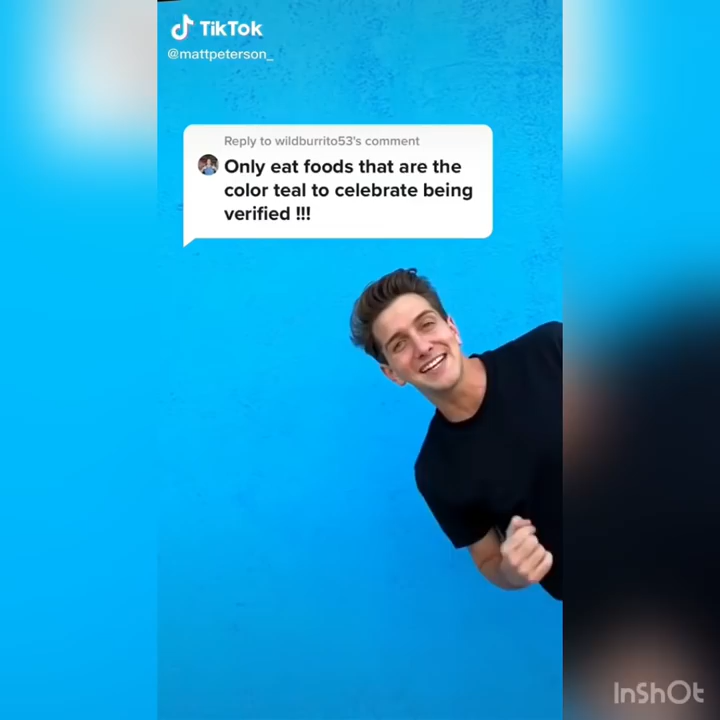 TikTok
@mattpeterson_
Reply to wildburrito53's comment
Only eat foods that are the
color teal to celebrate being
verified !!!
InShOt